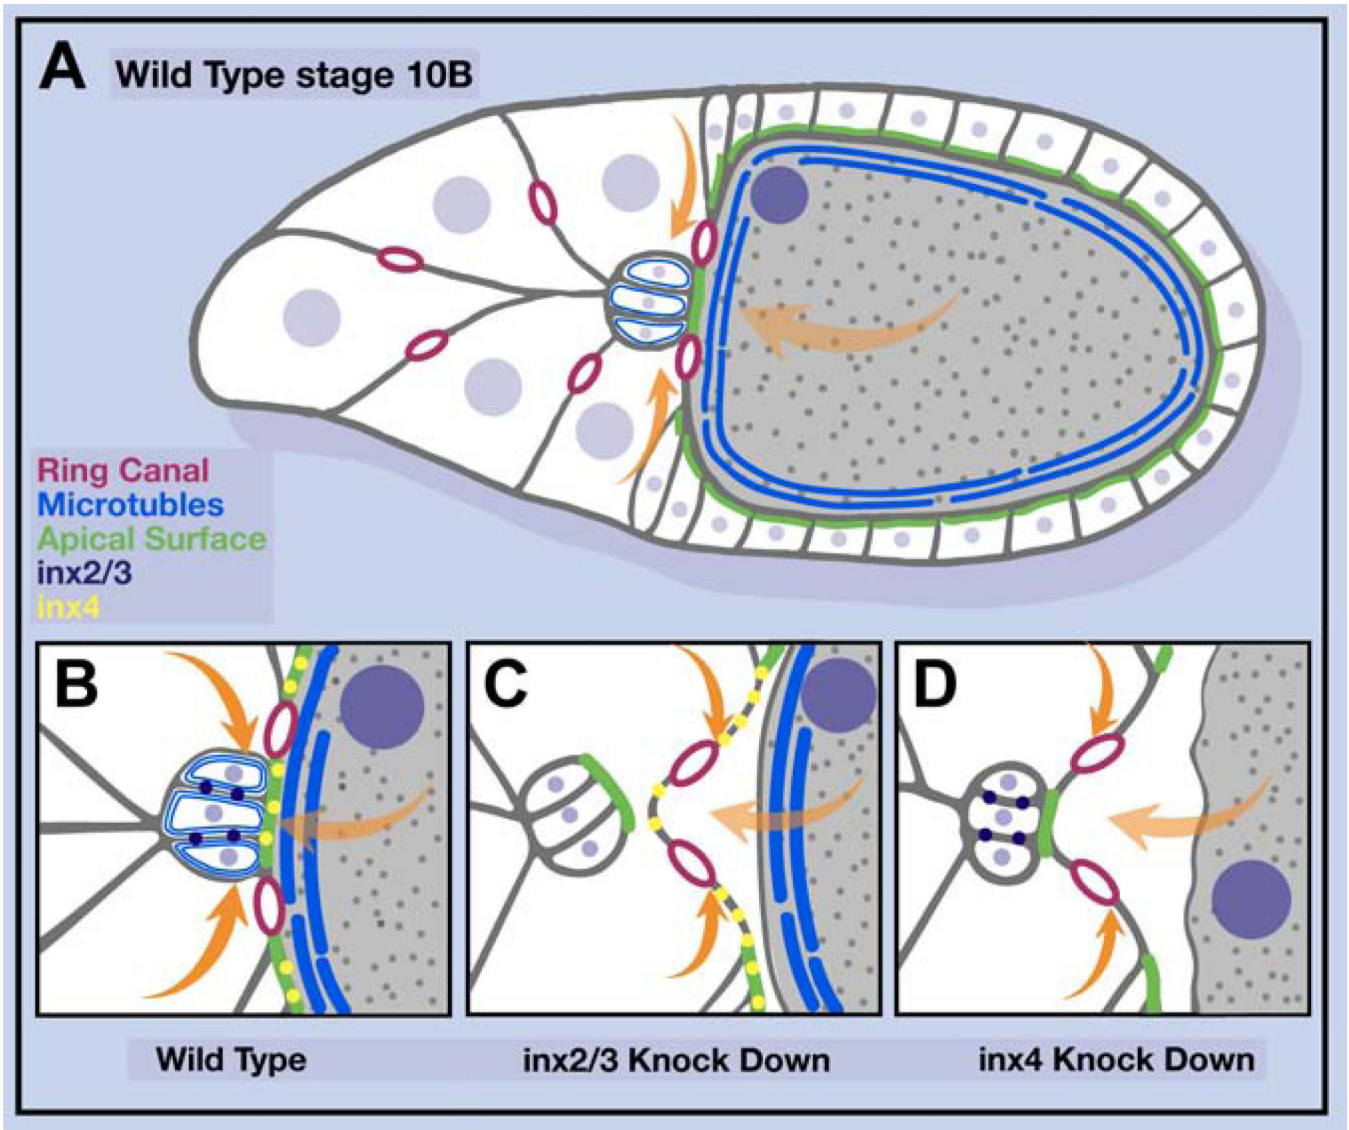 A
Wild Type stage 10B
Ring Canal
Microtubles
Apical Surface
inx2/3
inx4
B
C
D
Wild Type
inx2/3 Knock Down
inx4 Knock Down